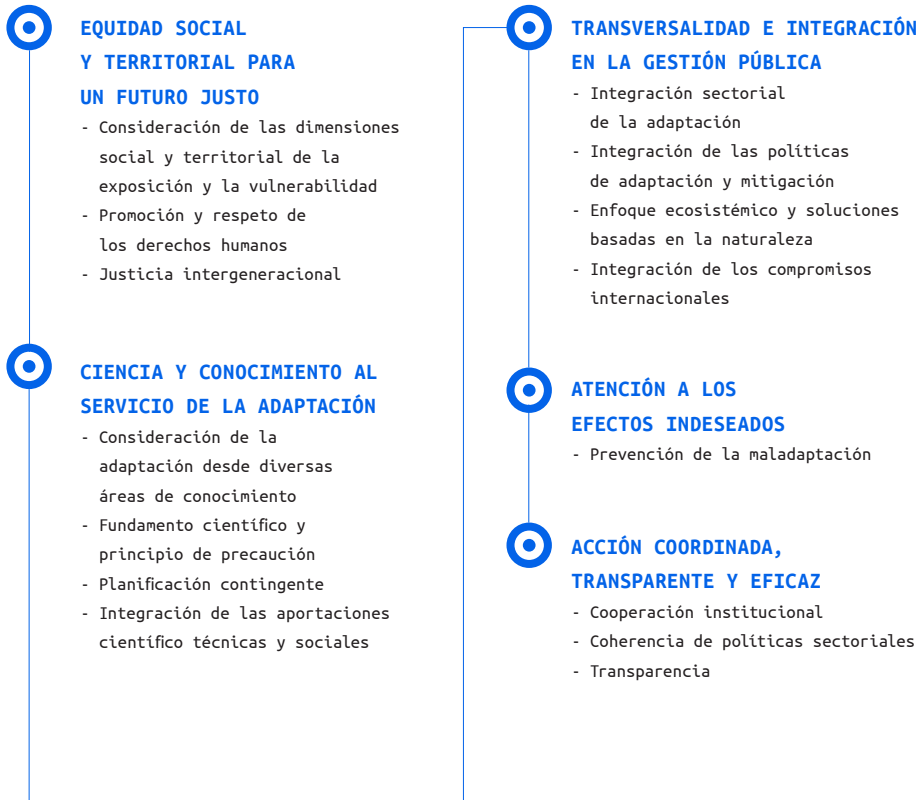 EQUIDAD SOCIAL
Y TERRITORIAL PARA
UN FUTURO JUSTO
- Consideración de las dimensiones
social y territorial de la
exposición y la vulnerabilidad
- Promoción y respeto de
los derechos humanos
- Justicia intergeneracional
CIENCIA Y CONOCIMIENTO AL
SERVICIO DE LA ADAPTACIÓN
- Consideración de la
adaptación desde diversas
áreas de conocimiento
- Fundamento científico y
principio de precaución
- Planificación contingente
- Integración de las aportaciones
científico técnicas y sociales
TRANSVERSALIDAD E INTEGRACIÓN
EN LA GESTIÓN PÚBLICA
- Integración sectorial
de la adaptación
- Integración de las políticas
de adaptación y mitigación
- Enfoque ecosistémico y soluciones
basadas en la naturaleza
- Integración de los compromisos
internacionales
ATENCIÓN A LOS
EFECTOS INDESEADOS
- Prevención de la maladaptación
ACCIÓN COORDINADA,
TRANSPARENTE Y EFICAZ
- Cooperación institucional
- Coherencia de políticas sectoriales
- Transparencia